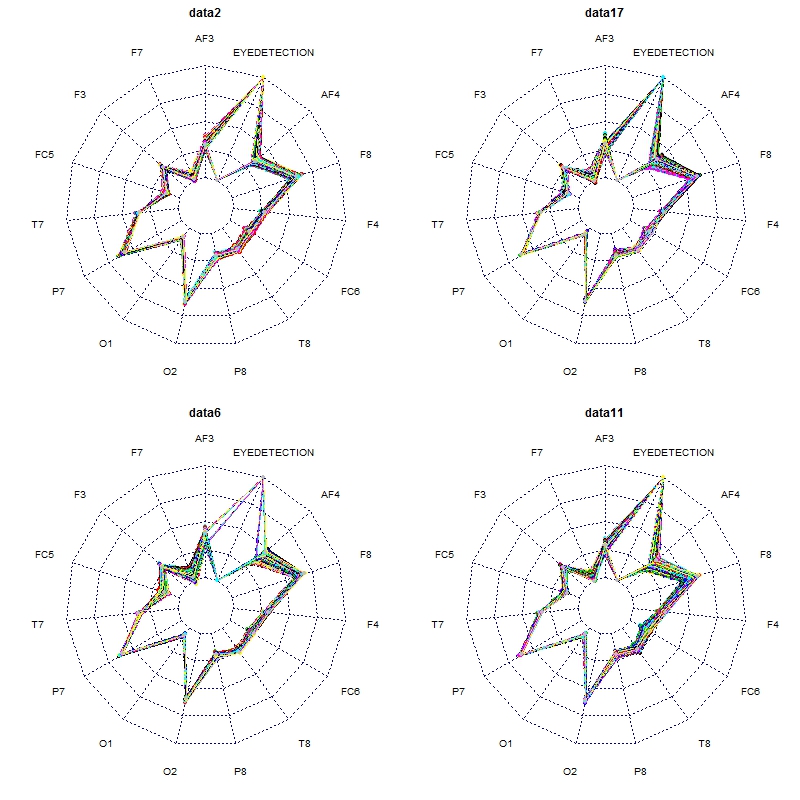 data2
AF3
F7
EYEDETECTION
F3
AF4
FC5
F8
T7
F4
P7
FC6
O1
T8
O2
P8
data17
AF3
F7
EYEDETECTION
F3
AF4
FC5
F8
T7
F4
P7
FC6
O1
T8
O2
P8
data6
AF3
F7
EYEDETECTION
F3
AF4
FC5
F8
T7
F4
P7
FC6
O1
T8
O2
P8
data11
AF3
F7
EYEDETECTION
F3
AF4
FC5
F8
T7
F4
P7
FC6
O1
T8
O2
P8